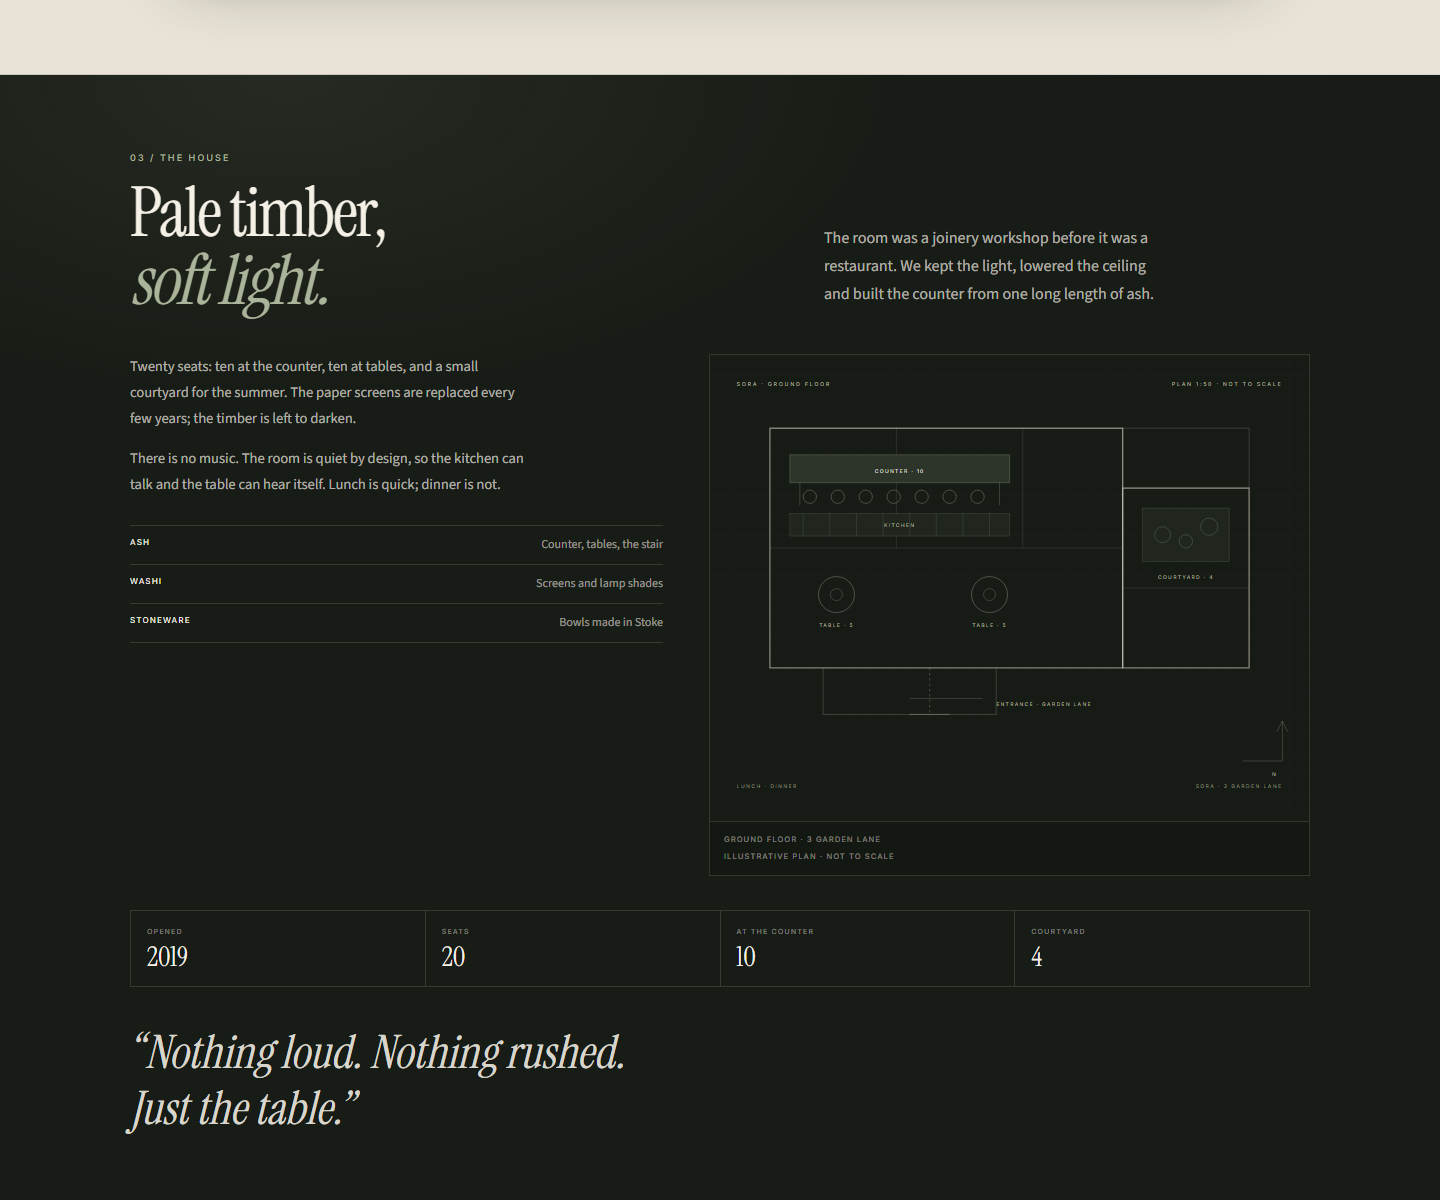 03 / THE HOUSE
Pale timber,
soft light.
The room was a joinery workshop before it was a
restaurant. We kept the light, lowered the ceiling
and built the counter from one long length of ash.
Twenty seats: ten at the counter, ten at tables, and a small
courtyard for the summer. The paper screens are replaced every
few years; the timber is left to darken.
There is no music. The room is quiet by design, so the kitchen can
talk and the table can hear itself. Lunch is quick; dinner is not.
ASH Counter, tables, the stair
WASHI Screens and lamp shades
STONEWARE Bowls made in Stoke
SORA · GROUND FLOOR PLAN 1:50 · NOT TO SCALE
COUNTER · 10
KITCHEN
COURTYARD · 4
TABLE · 5 TABLE · 5
ENTRANCE · GARDEN LANE
N
LUNCH · DINNER SORA · 3 GARDEN LANE
GROUND FLOOR · 3 GARDEN LANE
ILLUSTRATIVE PLAN · NOT TO SCALE
OPENED SEATS AT THE COUNTER COURTYARD
2019 20 10 4
“Nothing loud. Nothing rushed.
Just the table.”